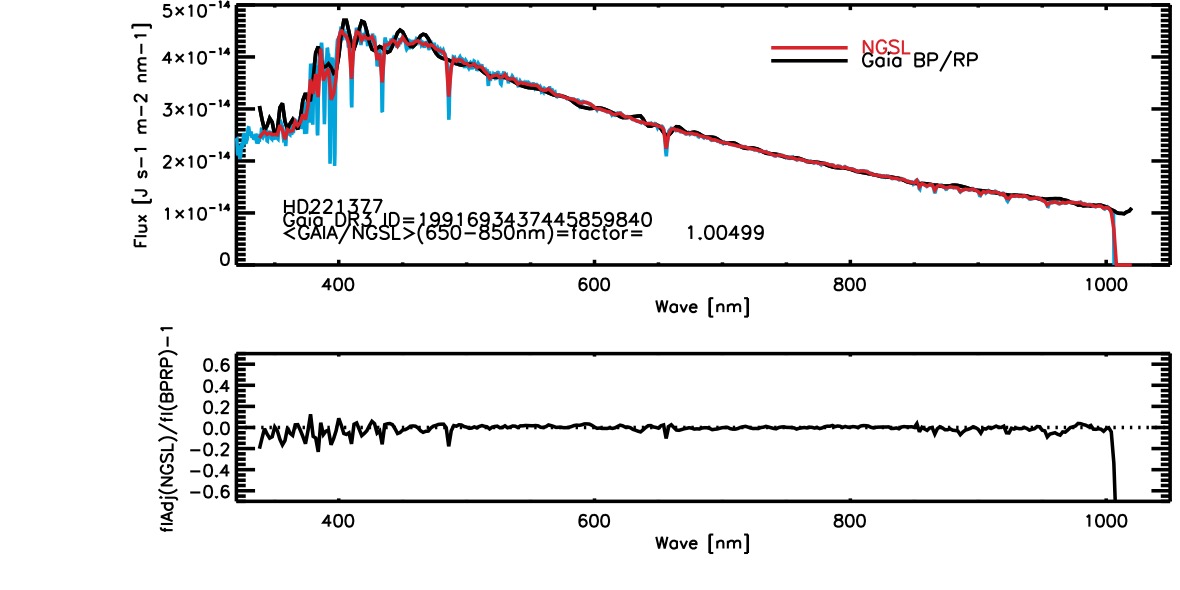 5×10⁻¹⁴
4×10⁻¹⁴
3×10⁻¹⁴
2×10⁻¹⁴
1×10⁻¹⁴
0
Flux [J s−1 m−2 nm−1]
NGSL
Gaia BP/RP
HD221377
Gaia DR3 ID=1991693437445859840
<GAIA/NGSL>(650−850nm)=factor= 1.00499
400 600 800 1000
Wave [nm]
flAdj(NGSL)/fl(BPRP)−1
0.6
0.4
0.2
0.0
−0.2
−0.4
−0.6
400 600 800 1000
Wave [nm]